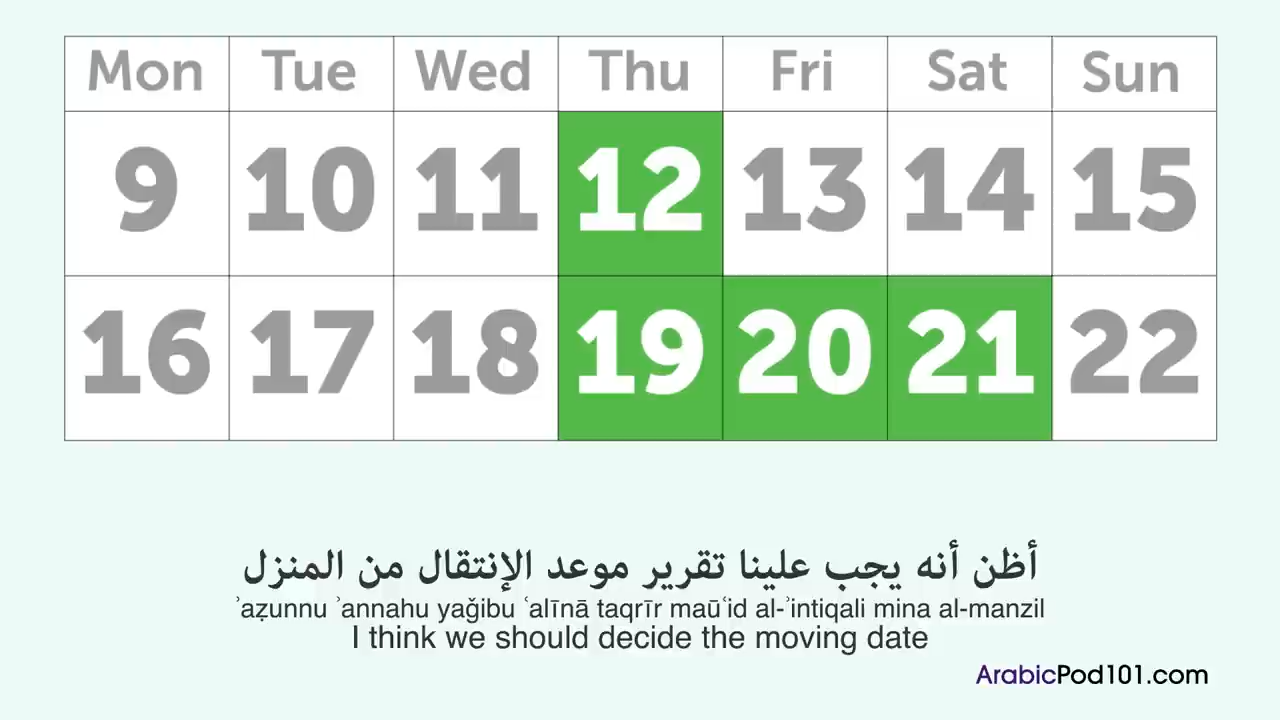 Mon Tue Wed Thu Fri Sat Sun
9 10 11 12 13 14 15
16 17 18 19 20 21 22
أظن أنه يجب علينا تقرير موعد الإنتقال من المنزل
ʾaẓunnu ʾannahu yaǧibu ʿalīnā taqrīr maūʿid al-ʾintiqali mina al-manzil
I think we should decide the moving date
ArabicPod101.com